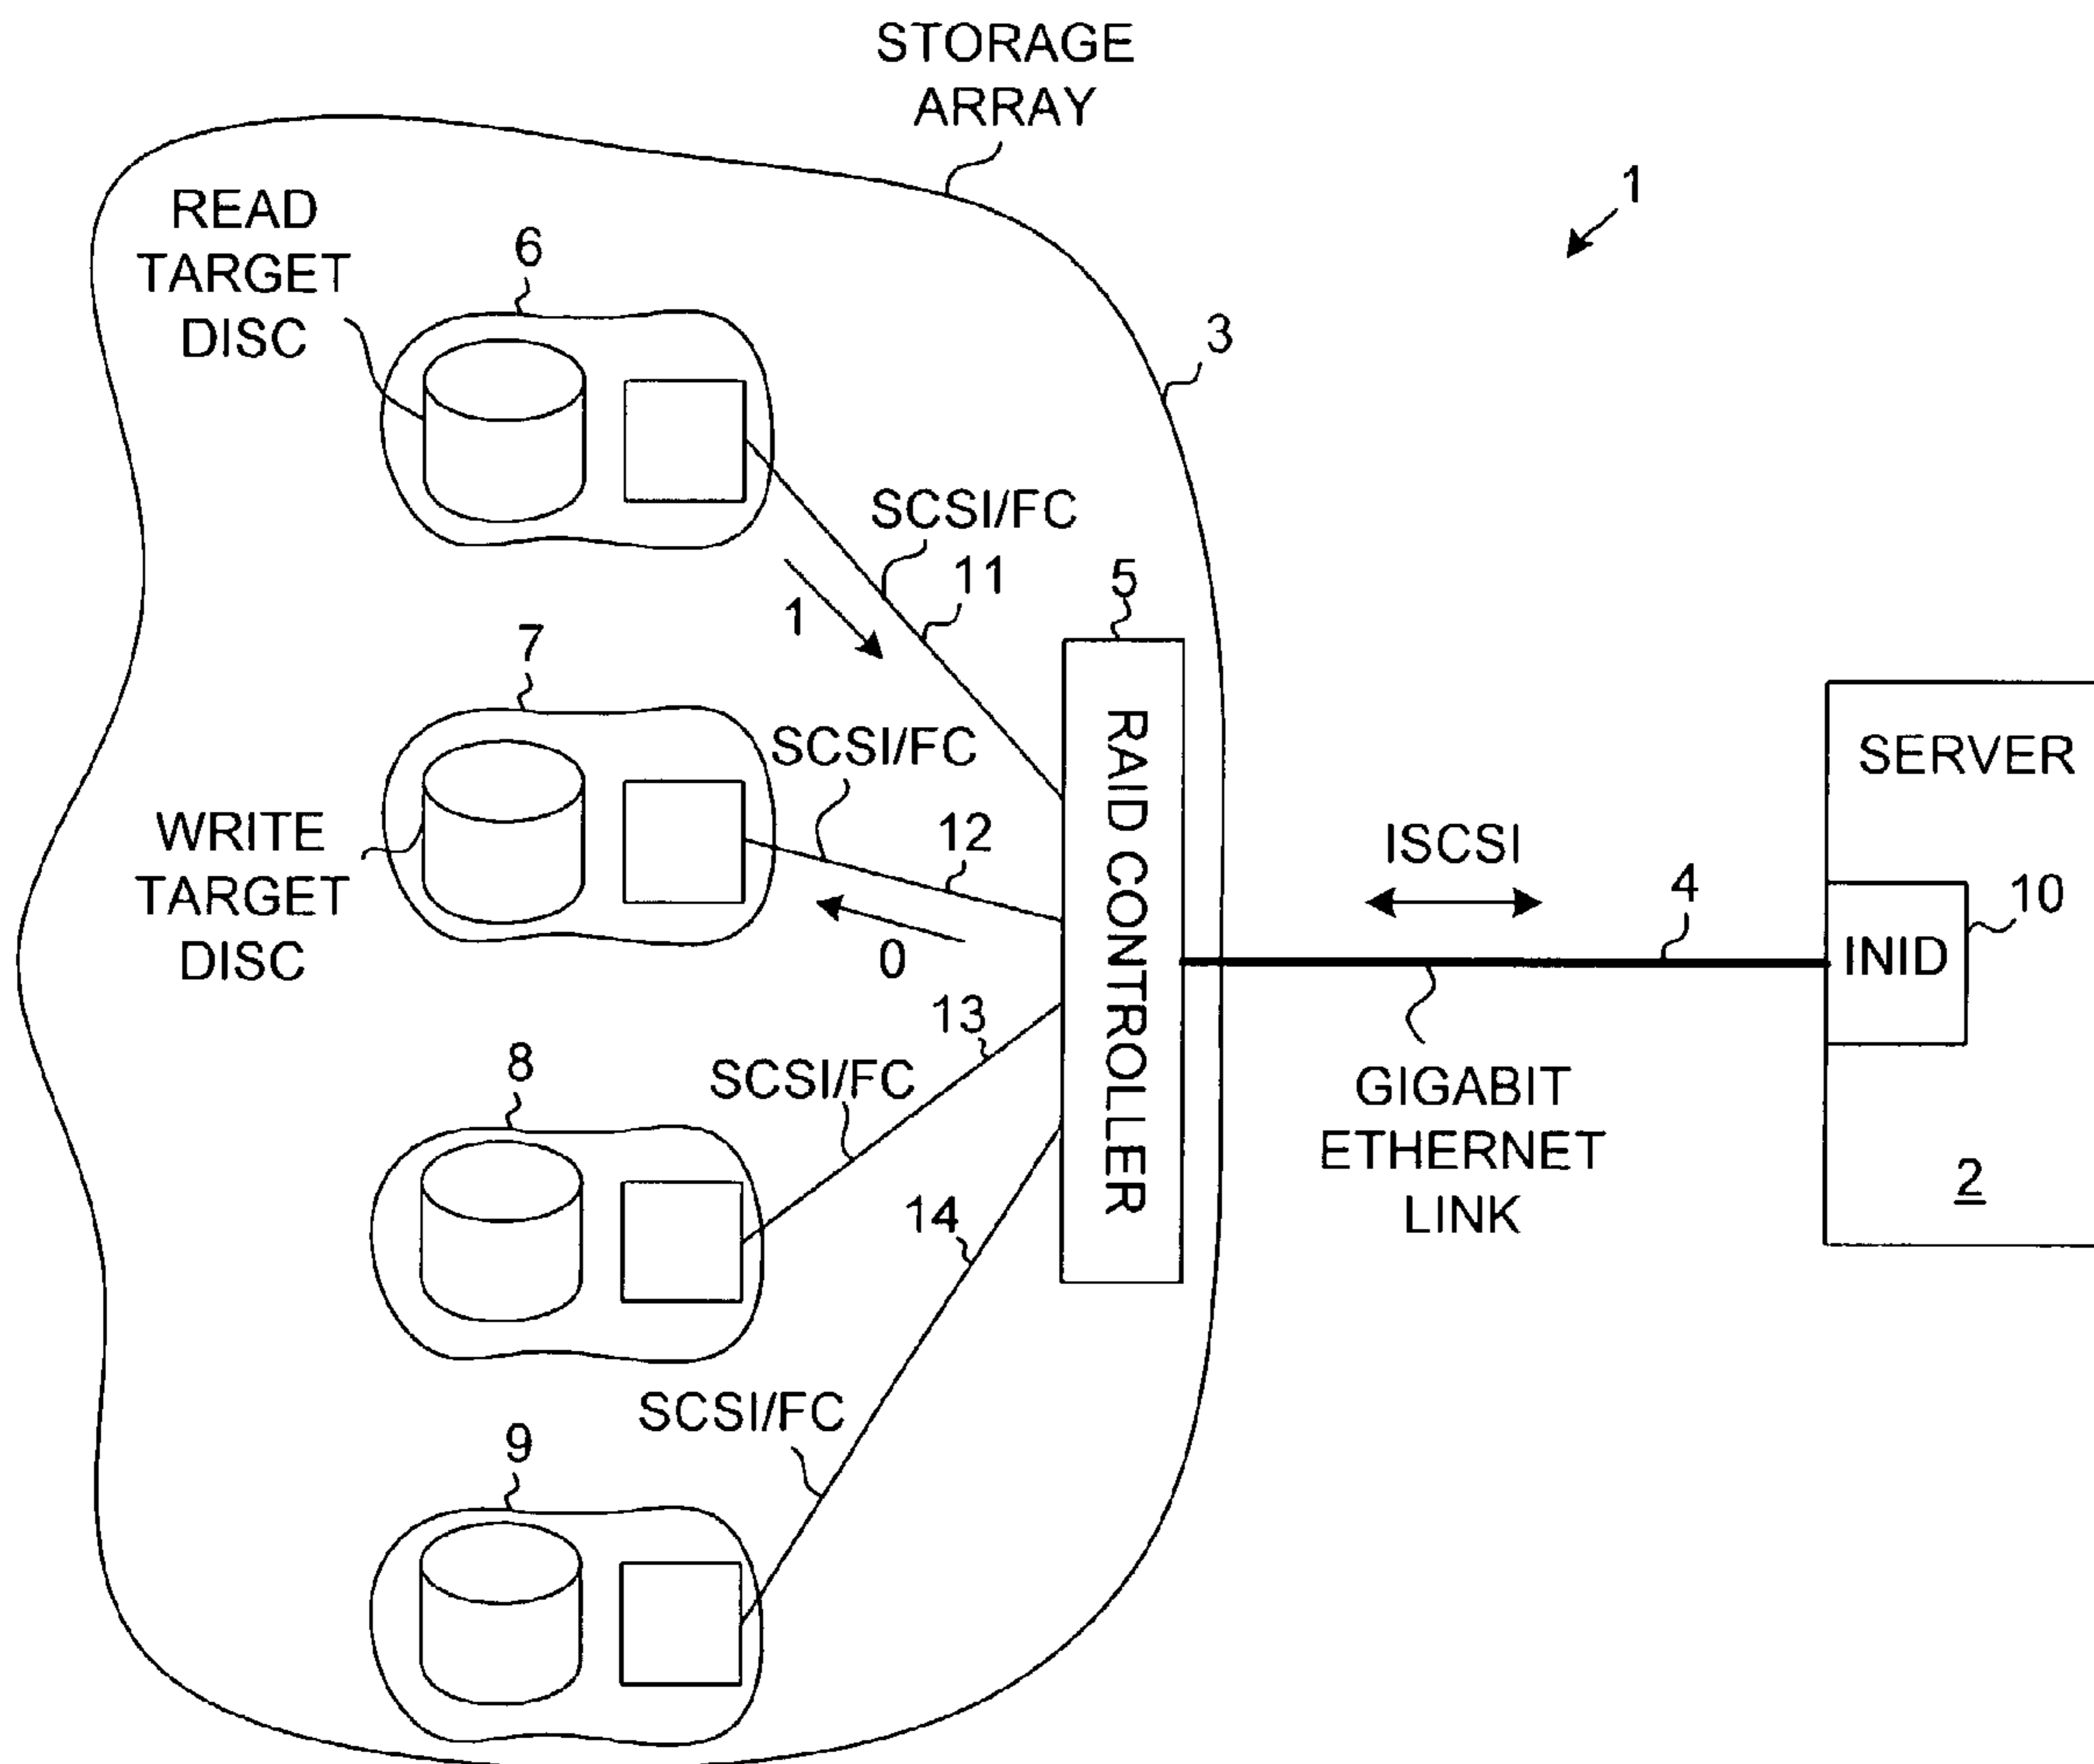 STORAGE
ARRAY
1
READ
TARGET
DISC
6
3
SCSI/FC
11
1
5
7
SCSI/FC
12
WRITE
TARGET
DISC
0
RAID CONTROLLER
SERVER
ISCSI
4
10
INID
GIGABIT
ETHERNET
LINK
2
13
8
SCSI/FC
14
SCSI/FC
9